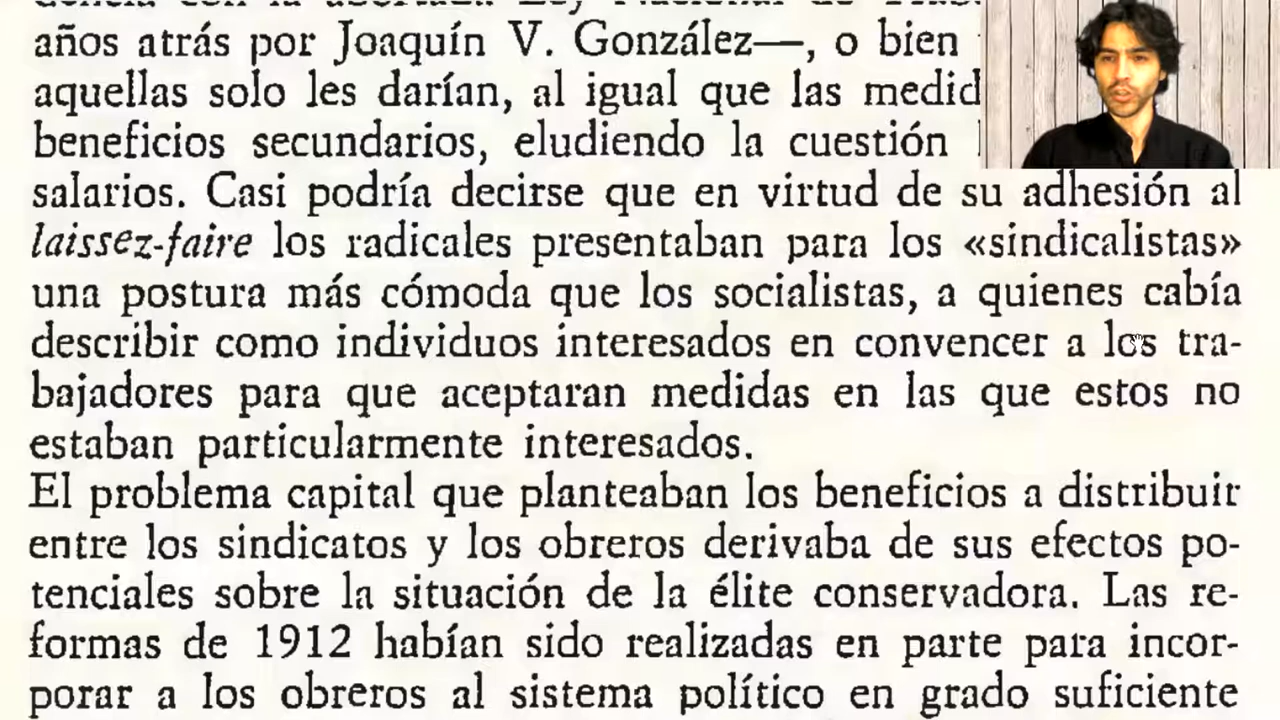 años atrás por Joaquín V. González—, o bien
aquellas solo les darían, al igual que las medid
beneficios secundarios, eludiendo la cuestión
salarios. Casi podría decirse que en virtud de su adhesión al
laissez-faire los radicales presentaban para los «sindicalistas»
una postura más cómoda que los socialistas, a quienes cabía
describir como individuos interesados en convencer a los tra-
bajadores para que aceptaran medidas en las que estos no
estaban particularmente interesados.
El problema capital que planteaban los beneficios a distribuir
entre los sindicatos y los obreros derivaba de sus efectos po-
tenciales sobre la situación de la élite conservadora. Las re-
formas de 1912 habían sido realizadas en parte para incor-
porar a los obreros al sistema político en grado suficiente